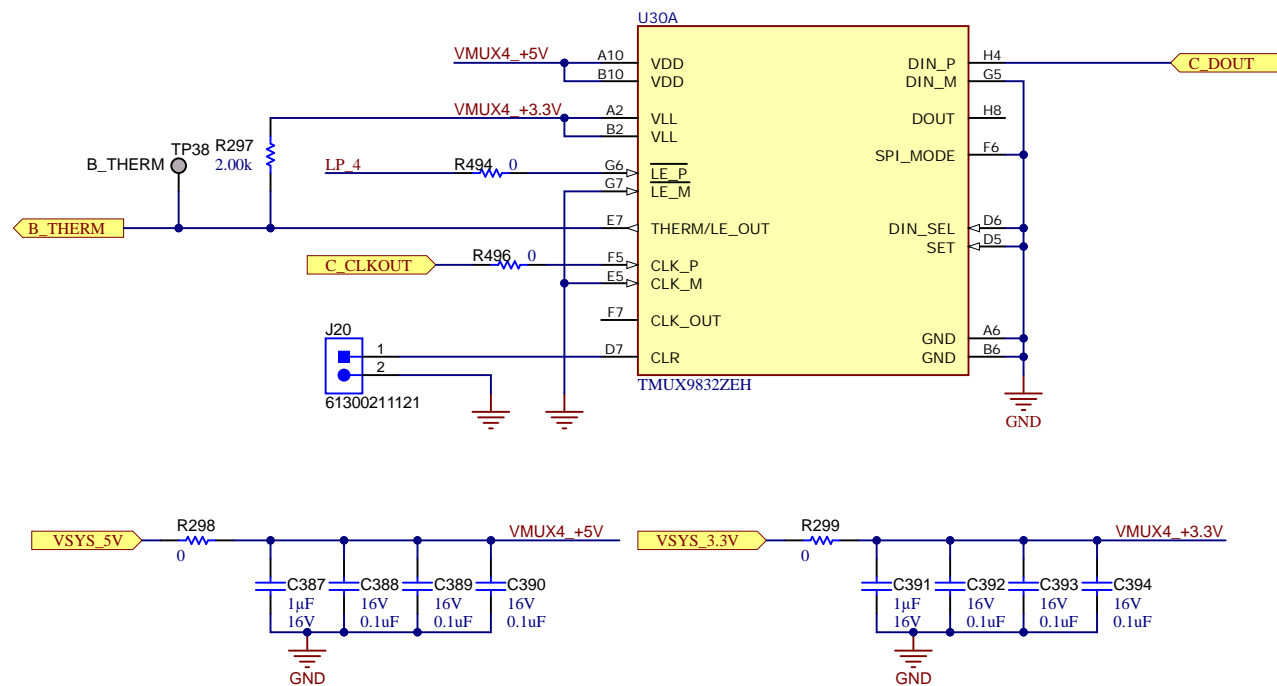 U30A
VMUX4_+5V
A10
VDD
B10
VDD
VMUX4_+3.3V
A2
VLL
B2
VLL
B_THERM
TP38
R297
2.00k
LP_4
R494
0
G6
LE_P
G7
LE_M
B_THERM
E7
THERM/LE_OUT
C_CLKOUT
R496
0
F5
CLK_P
E5
CLK_M
F7
CLK_OUT
J20
1
2
61300211121
D7
CLR
DIN_P
H4
C_DOUT
DIN_M
G5
DOUT
H8
SPI_MODE
F6
DIN_SEL
D6
SET
D5
GND
A6
GND
B6
TMUX9832ZEH
GND
VSYS_5V
R298
0
VMUX4_+5V
C387
1µF
16V
C388
16V
0.1uF
C389
16V
0.1uF
C390
16V
0.1uF
GND
VSYS_3.3V
R299
0
VMUX4_+3.3V
C391
1µF
16V
C392
16V
0.1uF
C393
16V
0.1uF
C394
16V
0.1uF
GND